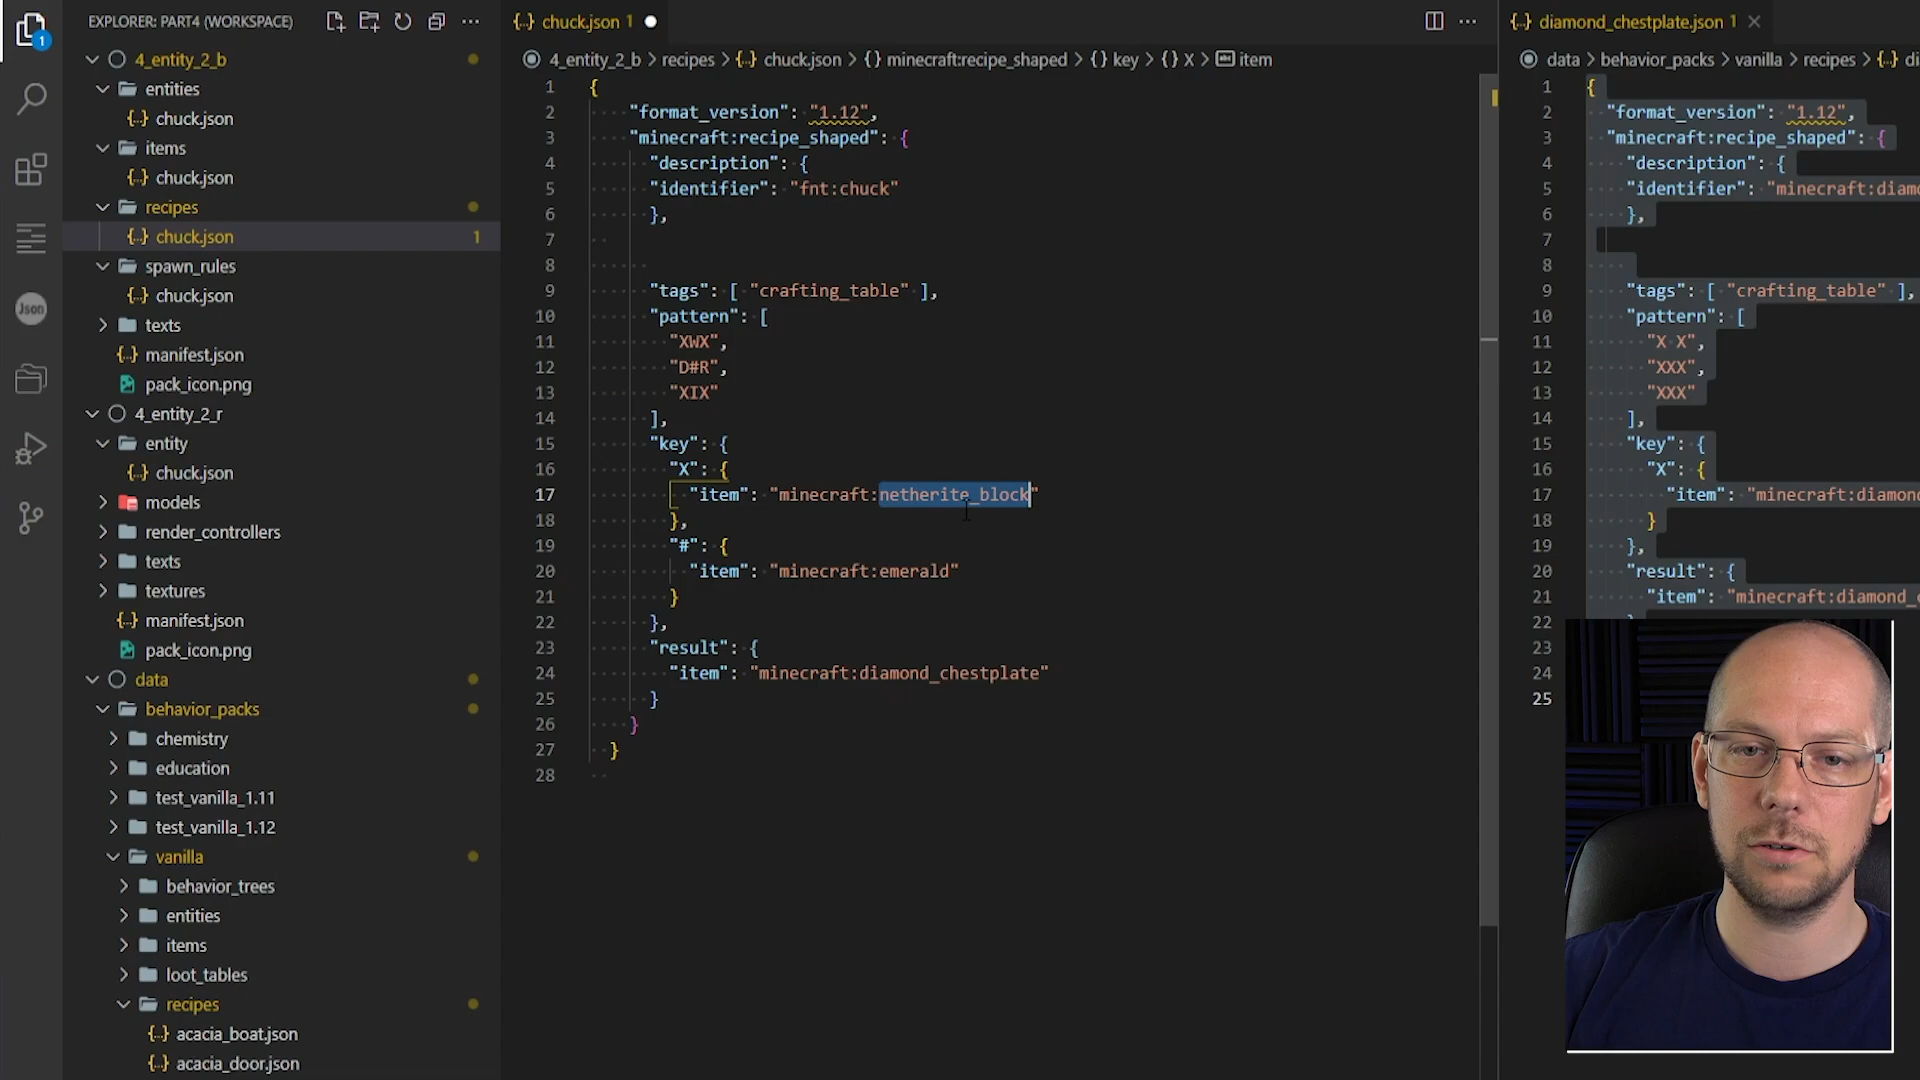 EXPLORER: PART4 (WORKSPACE)
1
4_entity_2_b
entities
chuck.json
items
chuck.json
recipes
chuck.json 1
spawn_rules
chuck.json
texts
manifest.json
pack_icon.png
4_entity_2_r
entity
chuck.json
models
render_controllers
texts
textures
manifest.json
pack_icon.png
data
behavior_packs
chemistry
education
test_vanilla_1.11
test_vanilla_1.12
vanilla
behavior_trees
entities
items
loot_tables
recipes
acacia_boat.json
acacia_door.json
Json
chuck.json 1
4_entity_2_b > recipes > {..} chuck.json > {} minecraft:recipe_shaped > {} key > {} X > item
1 {
2 "format_version": "1.12",
3 "minecraft:recipe_shaped": {
4 "description": {
5 "identifier": "fnt:chuck"
6 },
7
8
9 "tags": [ "crafting_table" ],
10 "pattern": [
11 "XWX",
12 "D#R",
13 "XIX"
14 ],
15 "key": {
16 "X": {
17 "item": "minecraft:netherite_block"
18 },
19 "#": {
20 "item": "minecraft:emerald"
21 }
22 },
23 "result": {
24 "item": "minecraft:diamond_chestplate"
25 }
26 }
27 }
28
diamond_chestplate.json 1
data > behavior_packs > vanilla > recipes > {..} di
1 {
2 "format_version": "1.12",
3 "minecraft:recipe_shaped": {
4 "description": {
5 "identifier": "minecraft:diamo
6 },
7
8
9 "tags": [ "crafting_table" ],
10 "pattern": [
11 "X X",
12 "XXX",
13 "XXX"
14 ],
15 "key": {
16 "X": {
17 "item": "minecraft:diamond
18 }
19 },
20 "result": {
21 "item": "minecraft:diamond_
22
23
24
25